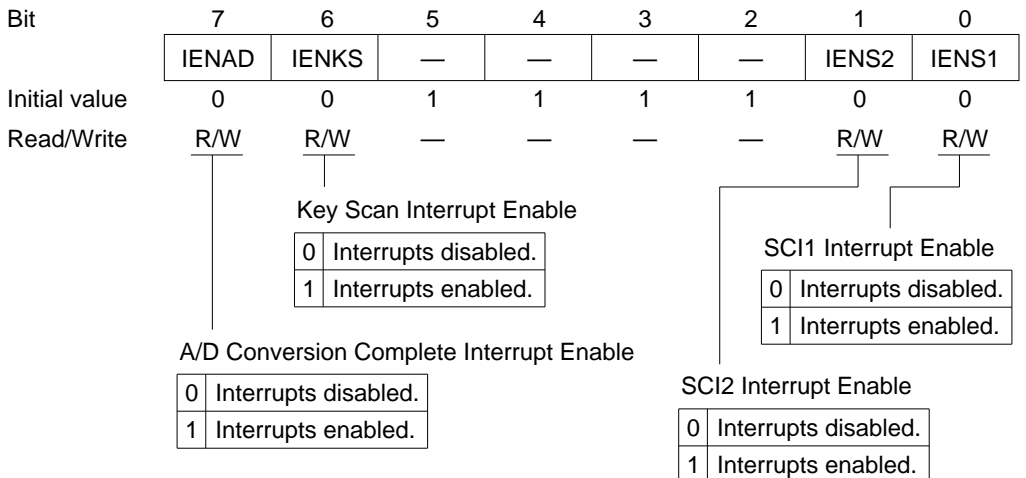 Bit 7 6 5 4 3 2 1 0
IENAD IENKS — — — — IENS2 IENS1
Initial value 0 0 1 1 1 1 0 0
Read/Write R/W R/W — — — — R/W R/W
Key Scan Interrupt Enable
0 Interrupts disabled.
1 Interrupts enabled.
SCI1 Interrupt Enable
0 Interrupts disabled.
1 Interrupts enabled.
A/D Conversion Complete Interrupt Enable
0 Interrupts disabled.
1 Interrupts enabled.
SCI2 Interrupt Enable
0 Interrupts disabled.
1 Interrupts enabled.